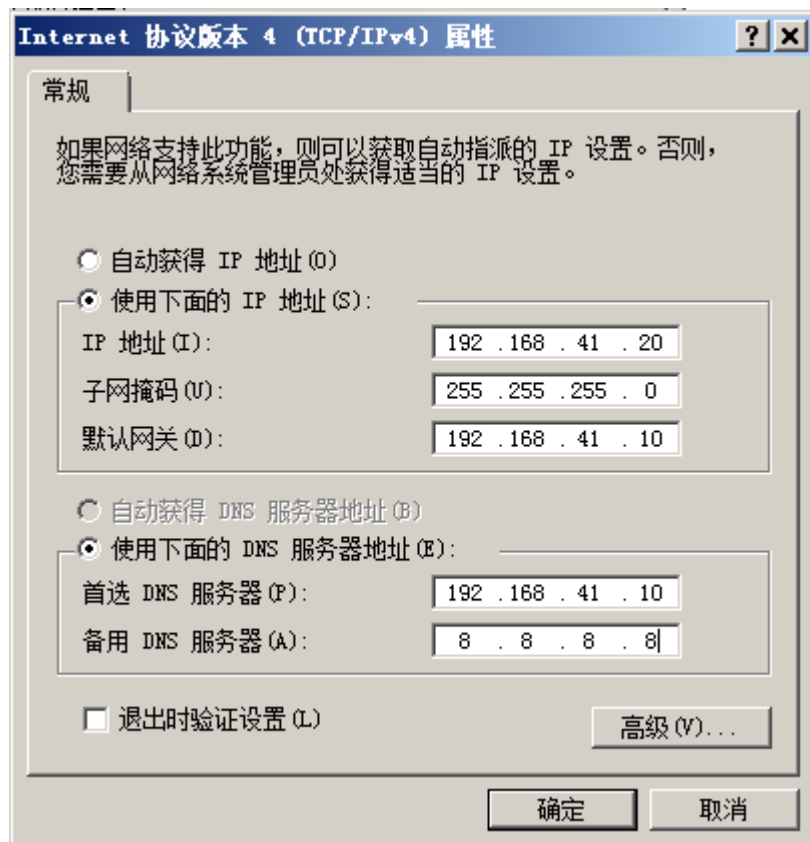 Internet 协议版本 4 (TCP/IPv4) 属性
常规
如果网络支持此功能，则可以获取自动指派的 IP 设置。否则，
您需要从网络系统管理员处获得适当的 IP 设置。
自动获得 IP 地址(O)
使用下面的 IP 地址(S):
IP 地址(I): 192 .168 . 41 . 20
子网掩码(U): 255 .255 .255 . 0
默认网关(D): 192 .168 . 41 . 10
自动获得 DNS 服务器地址(B)
使用下面的 DNS 服务器地址(E):
首选 DNS 服务器(P): 192 .168 . 41 . 10
备用 DNS 服务器(A): 8 . 8 . 8 . 8
退出时验证设置(L)
高级(V)...
确定 取消